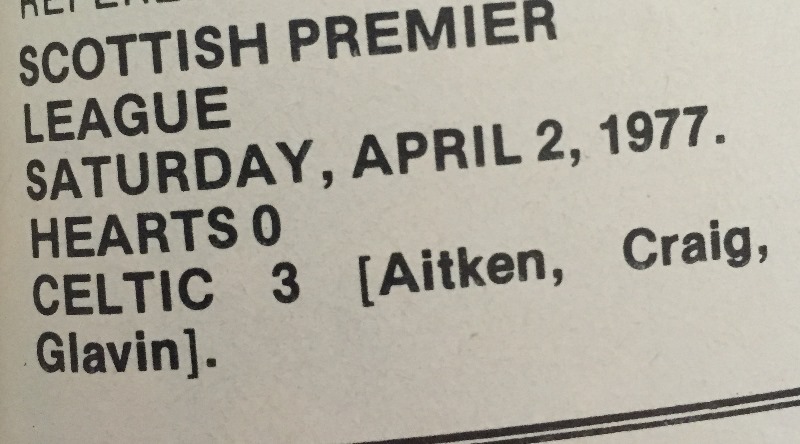 SCOTTISH PREMIER
LEAGUE
SATURDAY, APRIL 2, 1977.
HEARTS 0
CELTIC 3 [Aitken, Craig,
Glavin].